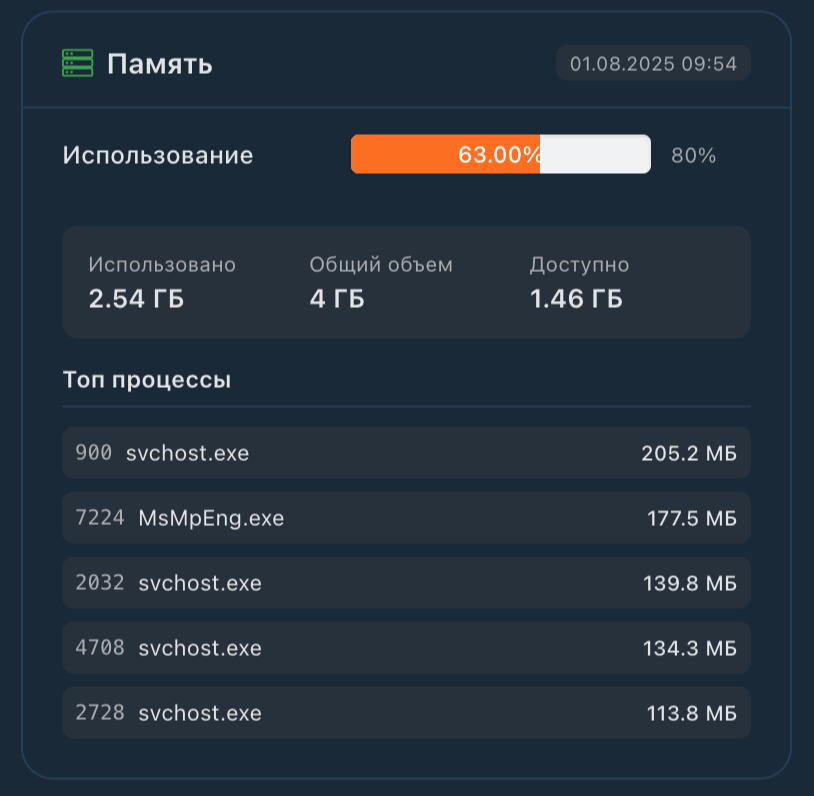 Память
01.08.2025 09:54
Использование 63.00% 80%
Использовано Общий объем Доступно
2.54 ГБ 4 ГБ 1.46 ГБ
Топ процессы
900 svchost.exe 205.2 МБ
7224 MsMpEng.exe 177.5 МБ
2032 svchost.exe 139.8 МБ
4708 svchost.exe 134.3 МБ
2728 svchost.exe 113.8 МБ